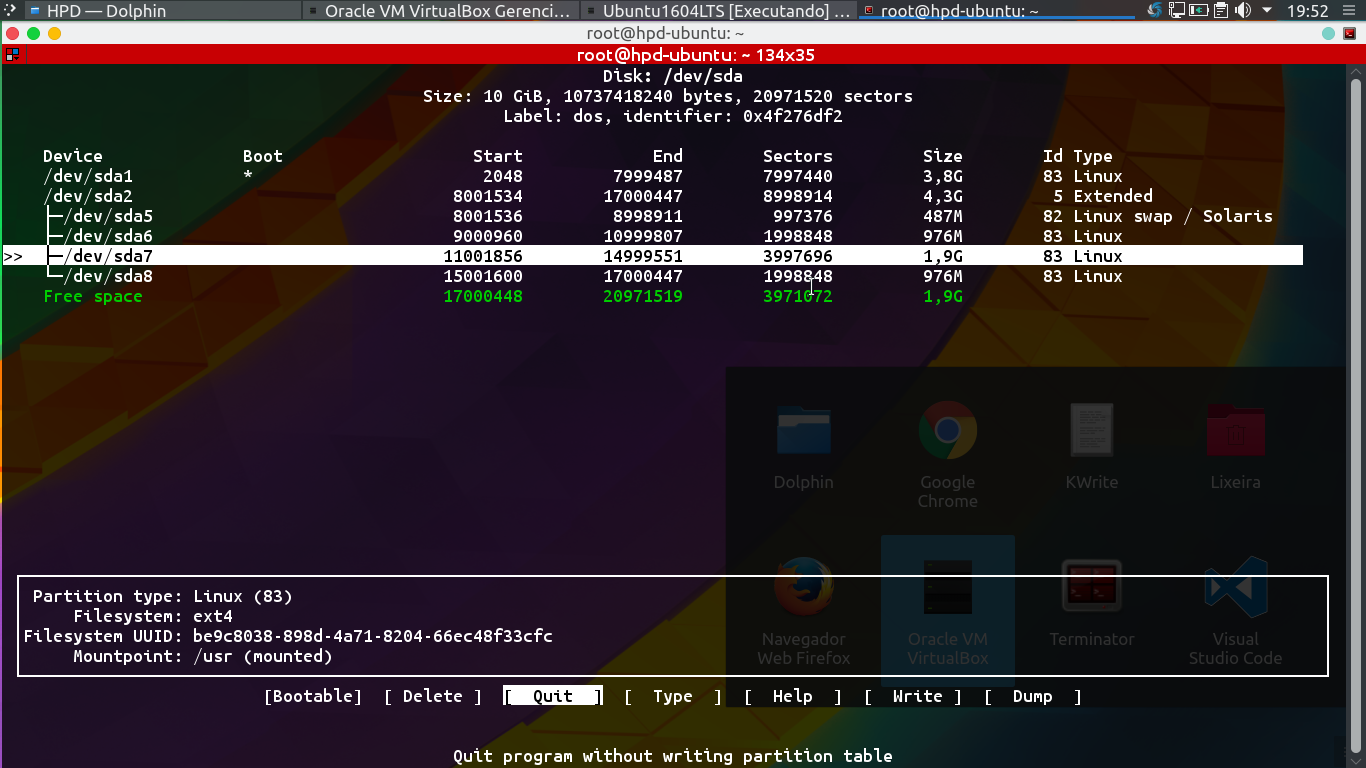 HPD — Dolphin
Oracle VM VirtualBox Gerenci...
Ubuntu1604LTS [Executando] ...
root@hpd-ubuntu: ~
19:52
root@hpd-ubuntu: ~
root@hpd-ubuntu: ~ 134x35
Disk: /dev/sda
Size: 10 GiB, 10737418240 bytes, 20971520 sectors
Label: dos, identifier: 0x4f276df2
Device Boot Start End Sectors Size Id Type
/dev/sda1 * 2048 7999487 7997440 3,8G 83 Linux
/dev/sda2 8001534 17000447 8998914 4,3G 5 Extended
├─/dev/sda5 8001536 8998911 997376 487M 82 Linux swap / Solaris
├─/dev/sda6 9000960 10999807 1998848 976M 83 Linux
>> ├─/dev/sda7 11001856 14999551 3997696 1,9G 83 Linux
└─/dev/sda8 15001600 17000447 1998848 976M 83 Linux
Free space 17000448 20971519 3971072 1,9G
Dolphin
Google
Chrome
KWrite
Lixeira
Partition type: Linux (83)
Filesystem: ext4
Filesystem UUID: be9c8038-898d-4a71-8204-66ec48f33cfc
Mountpoint: /usr (mounted)
Navegador
Web Firefox
Oracle VM
VirtualBox
Terminator
Visual
Studio Code
[Bootable] [ Delete ] [ Quit ] [ Type ] [ Help ] [ Write ] [ Dump ]
Quit program without writing partition table